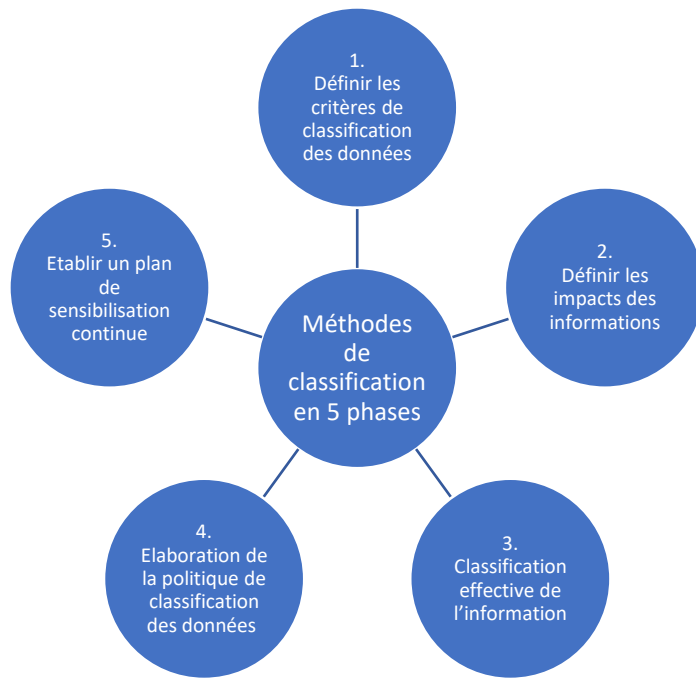 1.
Définir les
critères de
classification
des données
2.
Définir les
impacts des
informations
3.
Classification
effective de
l’information
4.
Elaboration de
la politique de
classification
des données
5.
Etablir un plan
de
sensibilisation
continue
Méthodes
de
classification
en 5 phases